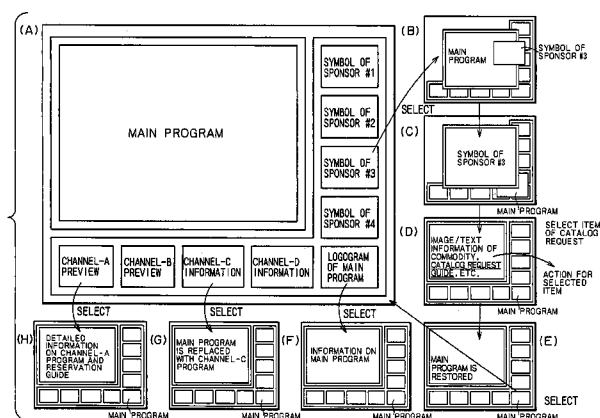 (A)
MAIN PROGRAM
SYMBOL OF
SPONSOR #1
SYMBOL OF
SPONSOR #2
SYMBOL OF
SPONSOR #3
SYMBOL OF
SPONSOR #4
CHANNEL-A
PREVIEW
CHANNEL-B
PREVIEW
CHANNEL-C
INFORMATION
CHANNEL-D
INFORMATION
LOGOGRAM
OF MAIN
PROGRAM
(B)
MAIN
PROGRAM
SYMBOL OF
SPONSOR #3
SELECT
(C)
SYMBOL OF
SPONSOR #3
MAIN PROGRAM
(D)
IMAGE/TEXT
INFORMATION OF
COMMODITY,
CATALOG REQUEST
GUIDE, ETC.
SELECT ITEM
OF CATALOG
REQUEST
ACTION FOR
SELECTED
ITEM
MAIN PROGRAM
SELECT
SELECT
SELECT
(H)
DETAILED
INFORMATION
ON CHANNEL-A
PROGRAM AND
RESERVATION
GUIDE
MAIN PROGRAM
(G)
MAIN PROGRAM
IS REPLACED
WITH CHANNEL-C
PROGRAM
MAIN PROGRAM
(F)
INFORMATION ON
MAIN PROGRAM
MAIN PROGRAM
(E)
MAIN
PROGRAM IS
RESTORED
SELECT
MAIN PROGRAM